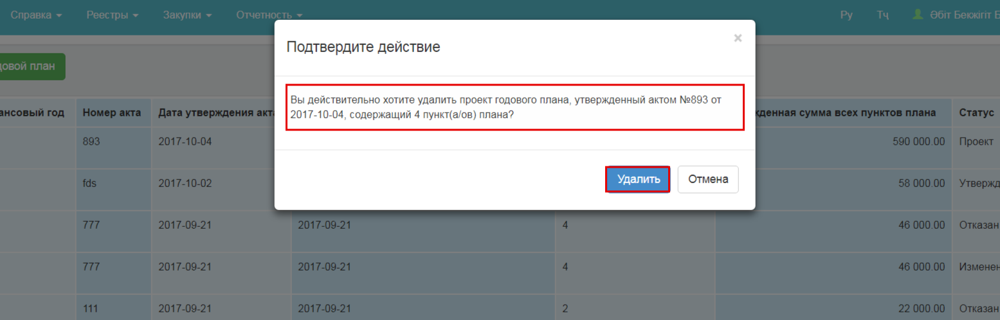 Справка Реестры Закупки Отчетность Ру Тч Әбіт Бекжігіт Б
Подтвердите действие ×
довой план
Вы действительно хотите удалить проект годового плана, утвержденный актом №893 от
2017-10-04, содержащий 4 пункт(а/ов) плана?
ансовый год Номер акта Дата утверждения акт жденная сумма всех пунктов плана Статус
893 2017-10-04 590 000.00 Проект
Удалить Отмена
fds 2017-10-02 58 000.00 Утвержд
777 2017-09-21 2017-09-21 4 46 000.00 Отказан
777 2017-09-21 2017-09-21 4 46 000.00 Изменен
111 2017-09-21 2017-09-21 2 22 000.00 Отказан